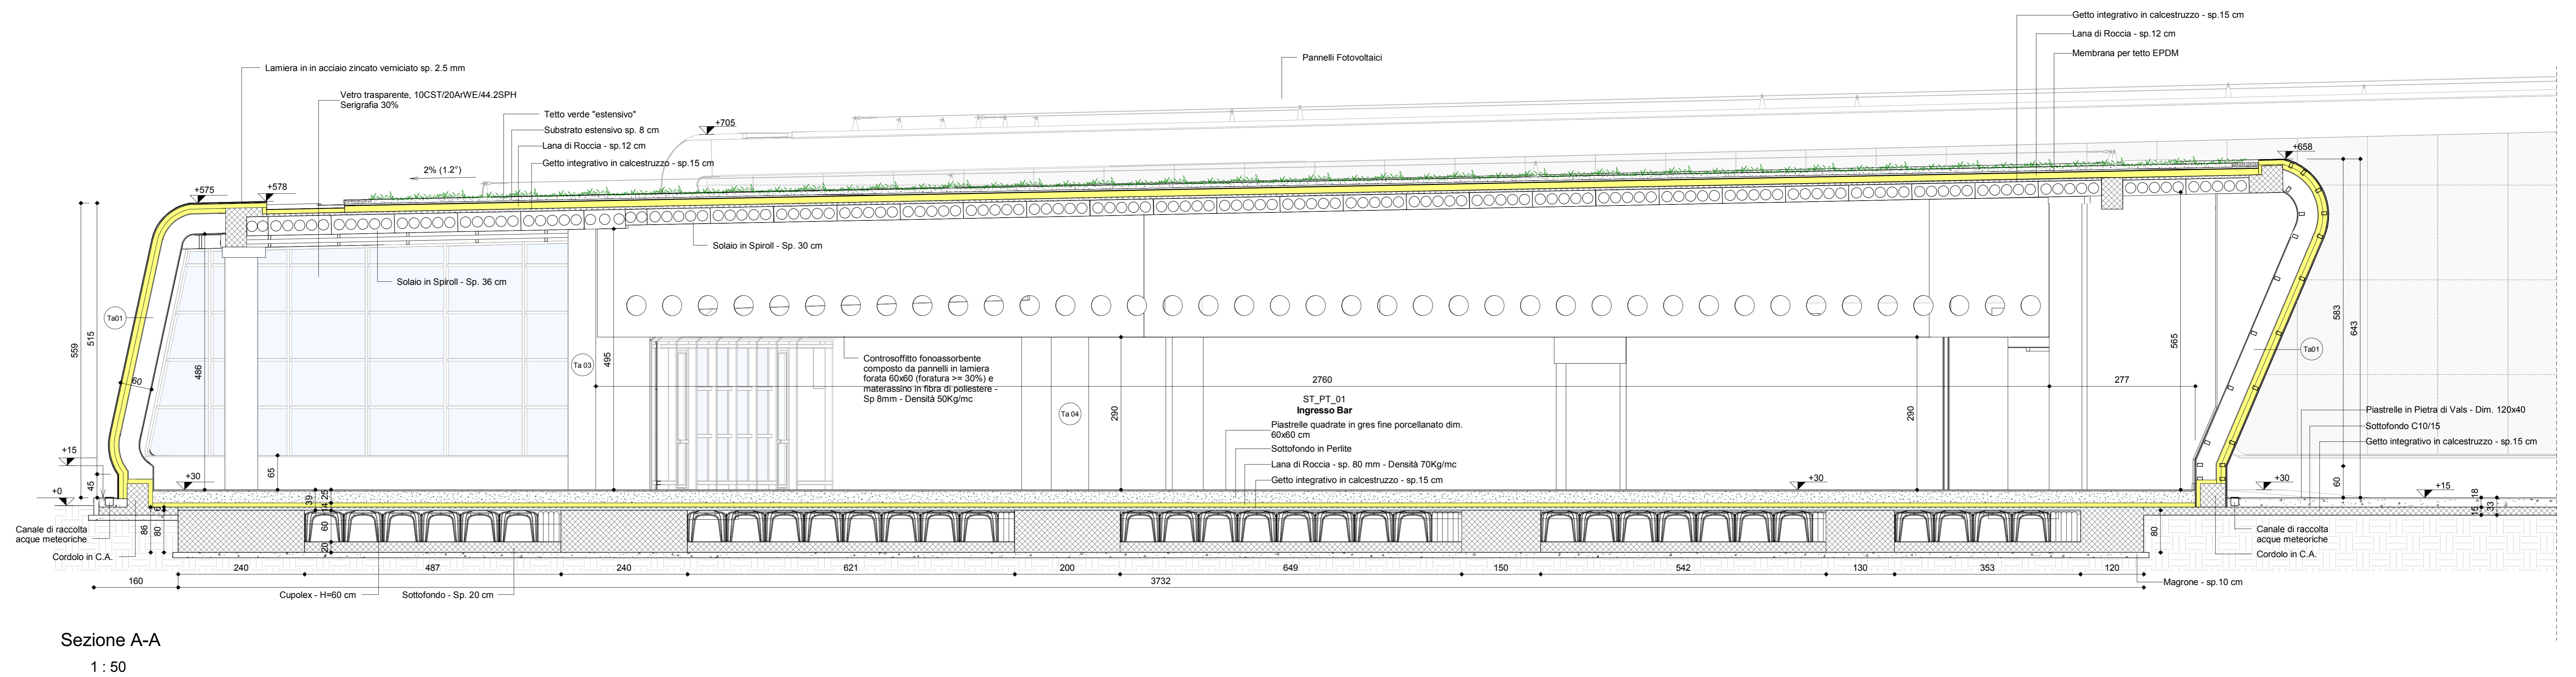 Getto integrativo in calcestruzzo - sp.15 cm
Lana di Roccia - sp.12 cm
Membrana per tetto EPDM
Pannelli Fotovoltaici
Lamiera in in acciaio zincato verniciato sp. 2.5 mm
Vetro trasparente, 10CST/20ArWE/44.2SPH
Serigrafia 30%
Tetto verde "estensivo"
Substrato estensivo sp. 8 cm
Lana di Roccia - sp.12 cm
Getto integrativo in calcestruzzo - sp.15 cm
+705
2% (1.2°)
+658
+575
+578
Solaio in Spiroll - Sp. 30 cm
Solaio in Spiroll - Sp. 36 cm
Ta01
559
515
486
60
Ta 03
495
Controsoffitto fonoassorbente
composto da pannelli in lamiera
forata 60x60 (foratura >= 30%) e
materassino in fibra di poliestere -
Sp 8mm - Densità 50Kg/mc
Ta 04
290
2760
ST_PT_01
Ingresso Bar
Piastrelle quadrate in gres fine porcellanato dim.
60x60 cm
Sottofondo in Perlite
Lana di Roccia - sp. 80 mm - Densità 70Kg/mc
Getto integrativo in calcestruzzo - sp.15 cm
290
277
565
Ta01
583
643
60
Piastrelle in Pietra di Vals - Dim. 120x40
Sottofondo C10/15
Getto integrativo in calcestruzzo - sp.15 cm
+15
+0
45
+30
65
+30
+30
+15
39
25
14
60
20
6
86
80
80
18
15
33
Canale di raccolta
acque meteoriche
Cordolo in C.A.
Canale di raccolta
acque meteoriche
Cordolo in C.A.
160
240
487
240
621
200
649
150
542
130
353
120
3732
Magrone - sp.10 cm
Cupolex - H=60 cm
Sottofondo - Sp. 20 cm
Sezione A-A
1 : 50